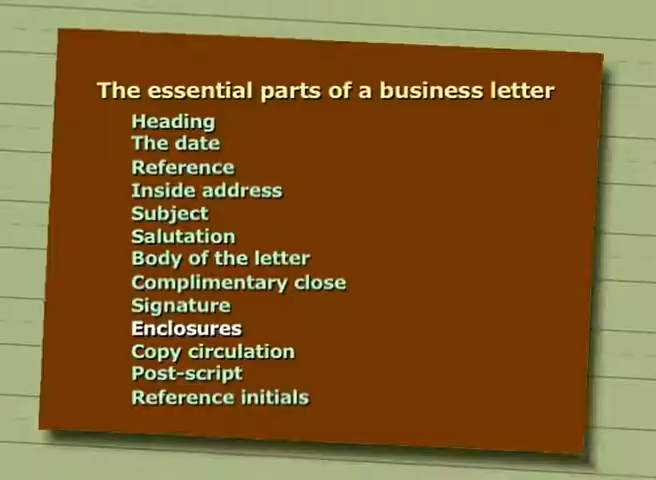 The essential parts of a business letter
Heading
The date
Reference
Inside address
Subject
Salutation
Body of the letter
Complimentary close
Signature
Enclosures
Copy circulation
Post-script
Reference initials